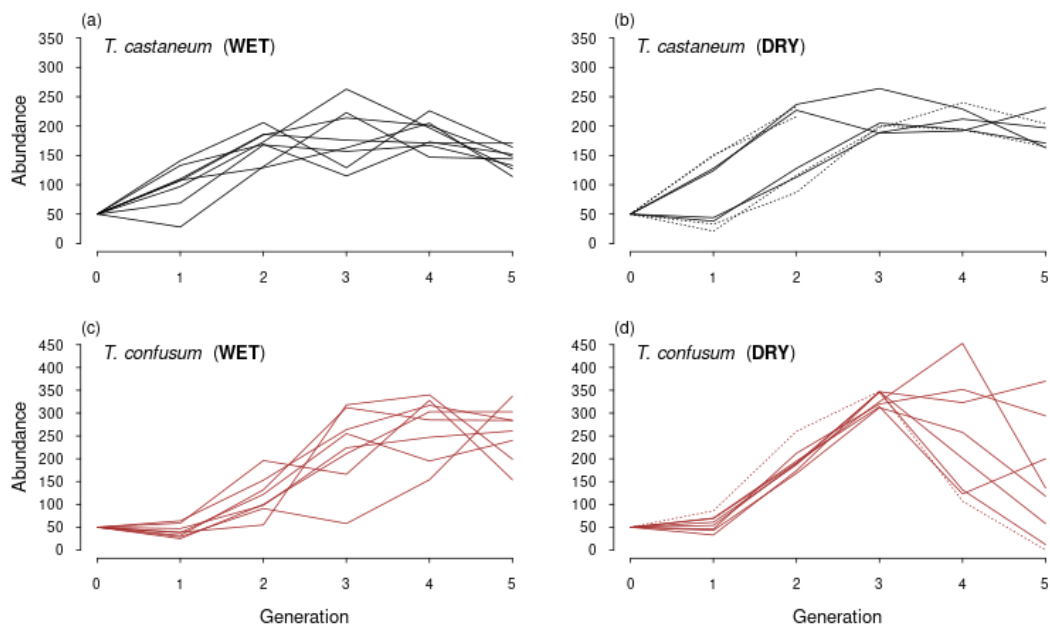 (a)
T. castaneum (WET)
350
300
250
200
150
100
50
0
Abundance
0 1 2 3 4 5
(b)
T. castaneum (DRY)
350
300
250
200
150
100
50
0
0 1 2 3 4 5
(c)
T. confusum (WET)
450
400
350
300
250
200
150
100
50
0
Abundance
0 1 2 3 4 5
Generation
(d)
T. confusum (DRY)
450
400
350
300
250
200
150
100
50
0
0 1 2 3 4 5
Generation